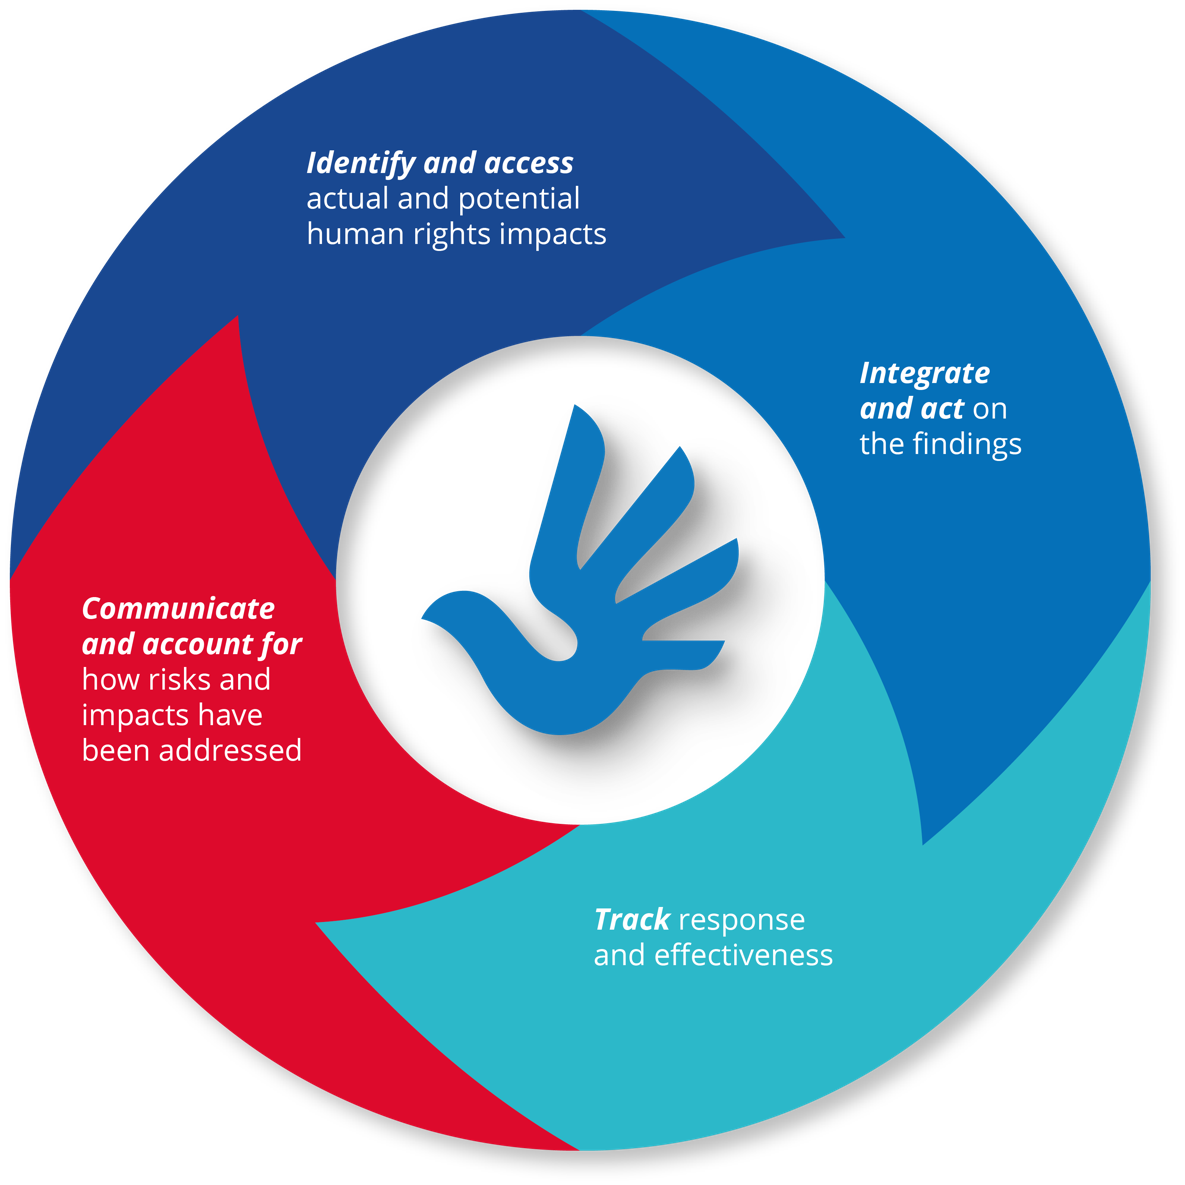 Identify and access
actual and potential
human rights impacts
Integrate
and act on
the findings
Track response
and effectiveness
Communicate
and account for
how risks and
impacts have
been addressed